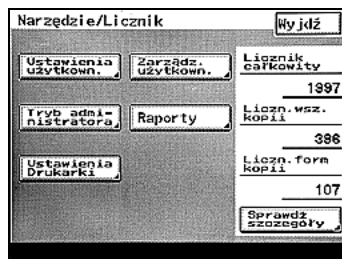 Narzędzie/Licznik
Wyjdź
Ustawienia
użytkown.
Zarządz.
użytkown.
Licznik
całkowity
1997
Tryb admi-
nistratora
Raporty
Liczn.wsz.
kopii
396
Ustawienia
Drukarki
Liczn.form
kopii
107
Sprawdź
szczegóły